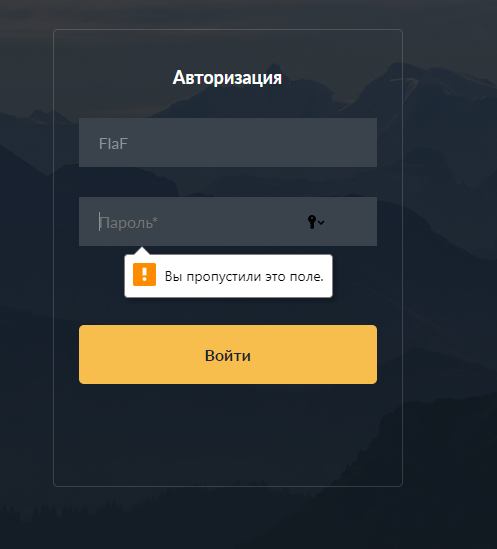 Авторизация
FlaF
Пароль*
Вы пропустили это поле.
Войти